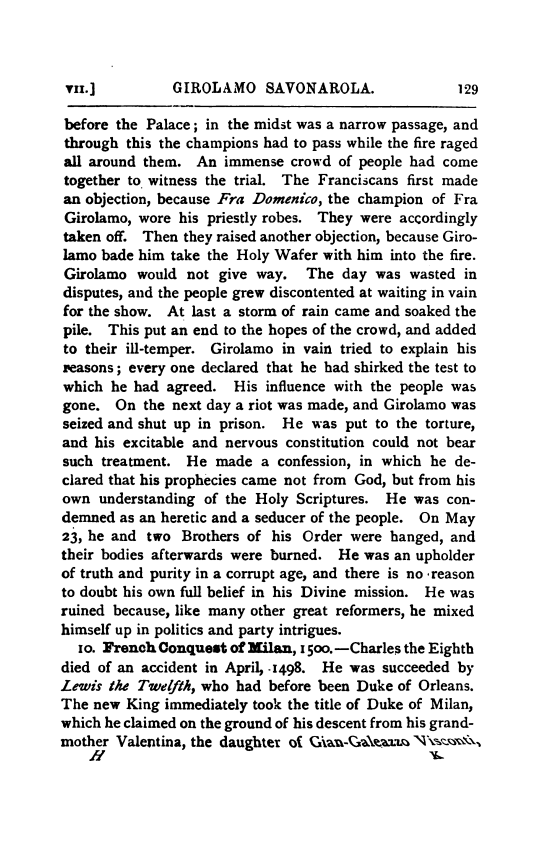 VII.] GIROLAMO SAVONAROLA. 129
before the Palace; in the midst was a narrow passage, and
through this the champions had to pass while the fire raged
all around them. An immense crowd of people had come
together to witness the trial. The Franciscans first made
an objection, because Fra Domenico, the champion of Fra
Girolamo, wore his priestly robes. They were accordingly
taken off. Then they raised another objection, because Giro-
lamo bade him take the Holy Wafer with him into the fire.
Girolamo would not give way. The day was wasted in
disputes, and the people grew discontented at waiting in vain
for the show. At last a storm of rain came and soaked the
pile. This put an end to the hopes of the crowd, and added
to their ill-temper. Girolamo in vain tried to explain his
reasons; every one declared that he had shirked the test to
which he had agreed. His influence with the people was
gone. On the next day a riot was made, and Girolamo was
seized and shut up in prison. He was put to the torture,
and his excitable and nervous constitution could not bear
such treatment. He made a confession, in which he de-
clared that his prophecies came not from God, but from his
own understanding of the Holy Scriptures. He was con-
demned as an heretic and a seducer of the people. On May
23, he and two Brothers of his Order were hanged, and
their bodies afterwards were burned. He was an upholder
of truth and purity in a corrupt age, and there is no reason
to doubt his own full belief in his Divine mission. He was
ruined because, like many other great reformers, he mixed
himself up in politics and party intrigues.
10. French Conquest of Milan, 1500.—Charles the Eighth
died of an accident in April, 1498. He was succeeded by
Lewis the Twelfth, who had before been Duke of Orleans.
The new King immediately took the title of Duke of Milan,
which he claimed on the ground of his descent from his grand-
mother Valentina, the daughter of Gian-Galeazzo Visconti,
H K